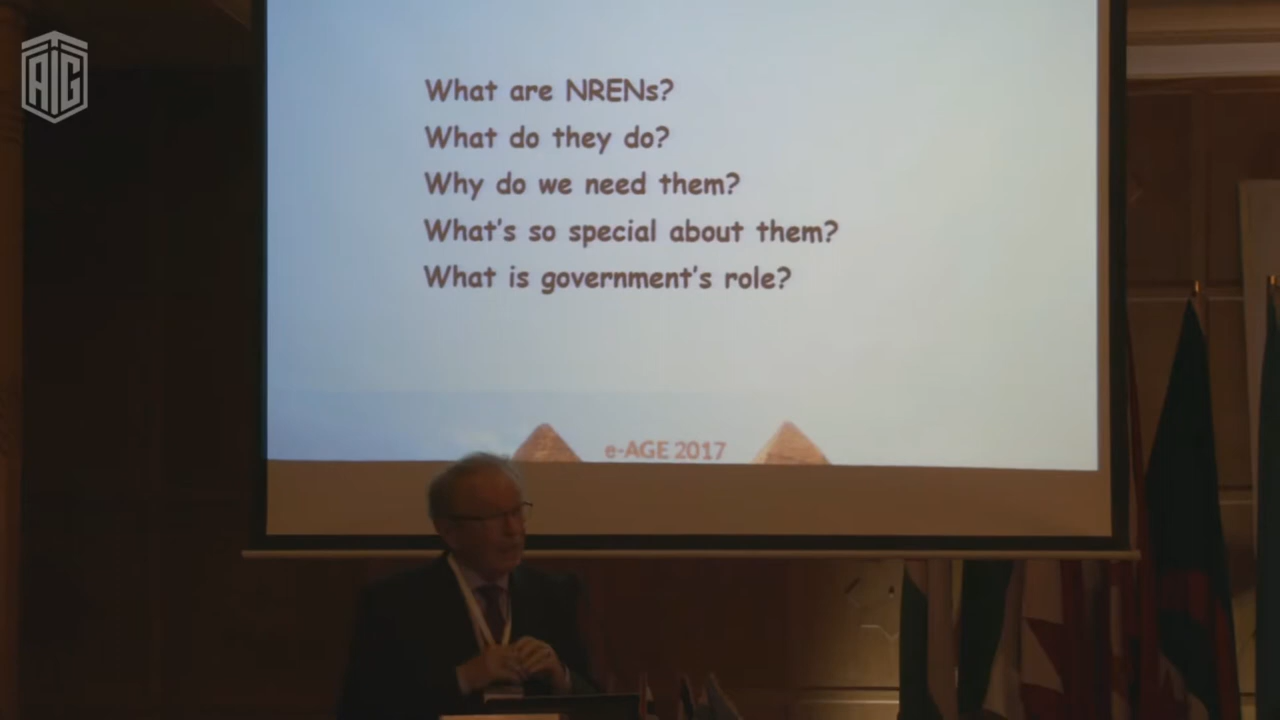 AIG
What are NRENs?
What do they do?
Why do we need them?
What's so special about them?
What is government's role?
e-AGE 2017